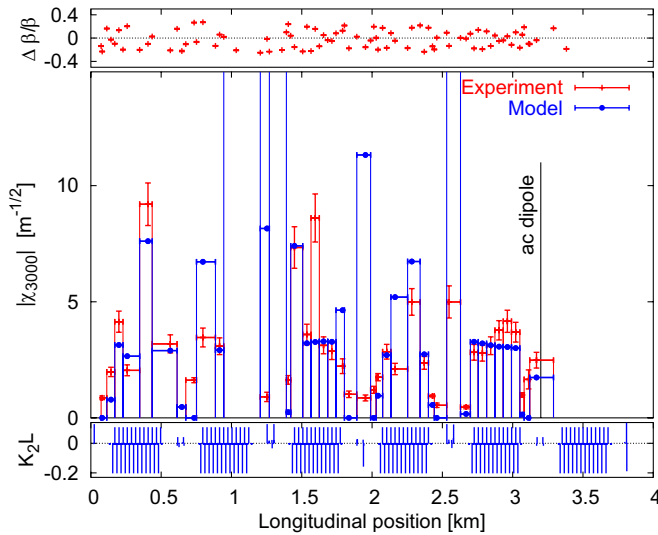 Δ β/β
0.4
0
-0.4
|χ3000| [m-1/2]
10
5
0
Experiment
Model
ac dipole
K2L
0
-0.2
0 0.5 1 1.5 2 2.5 3 3.5 4
Longitudinal position [km]